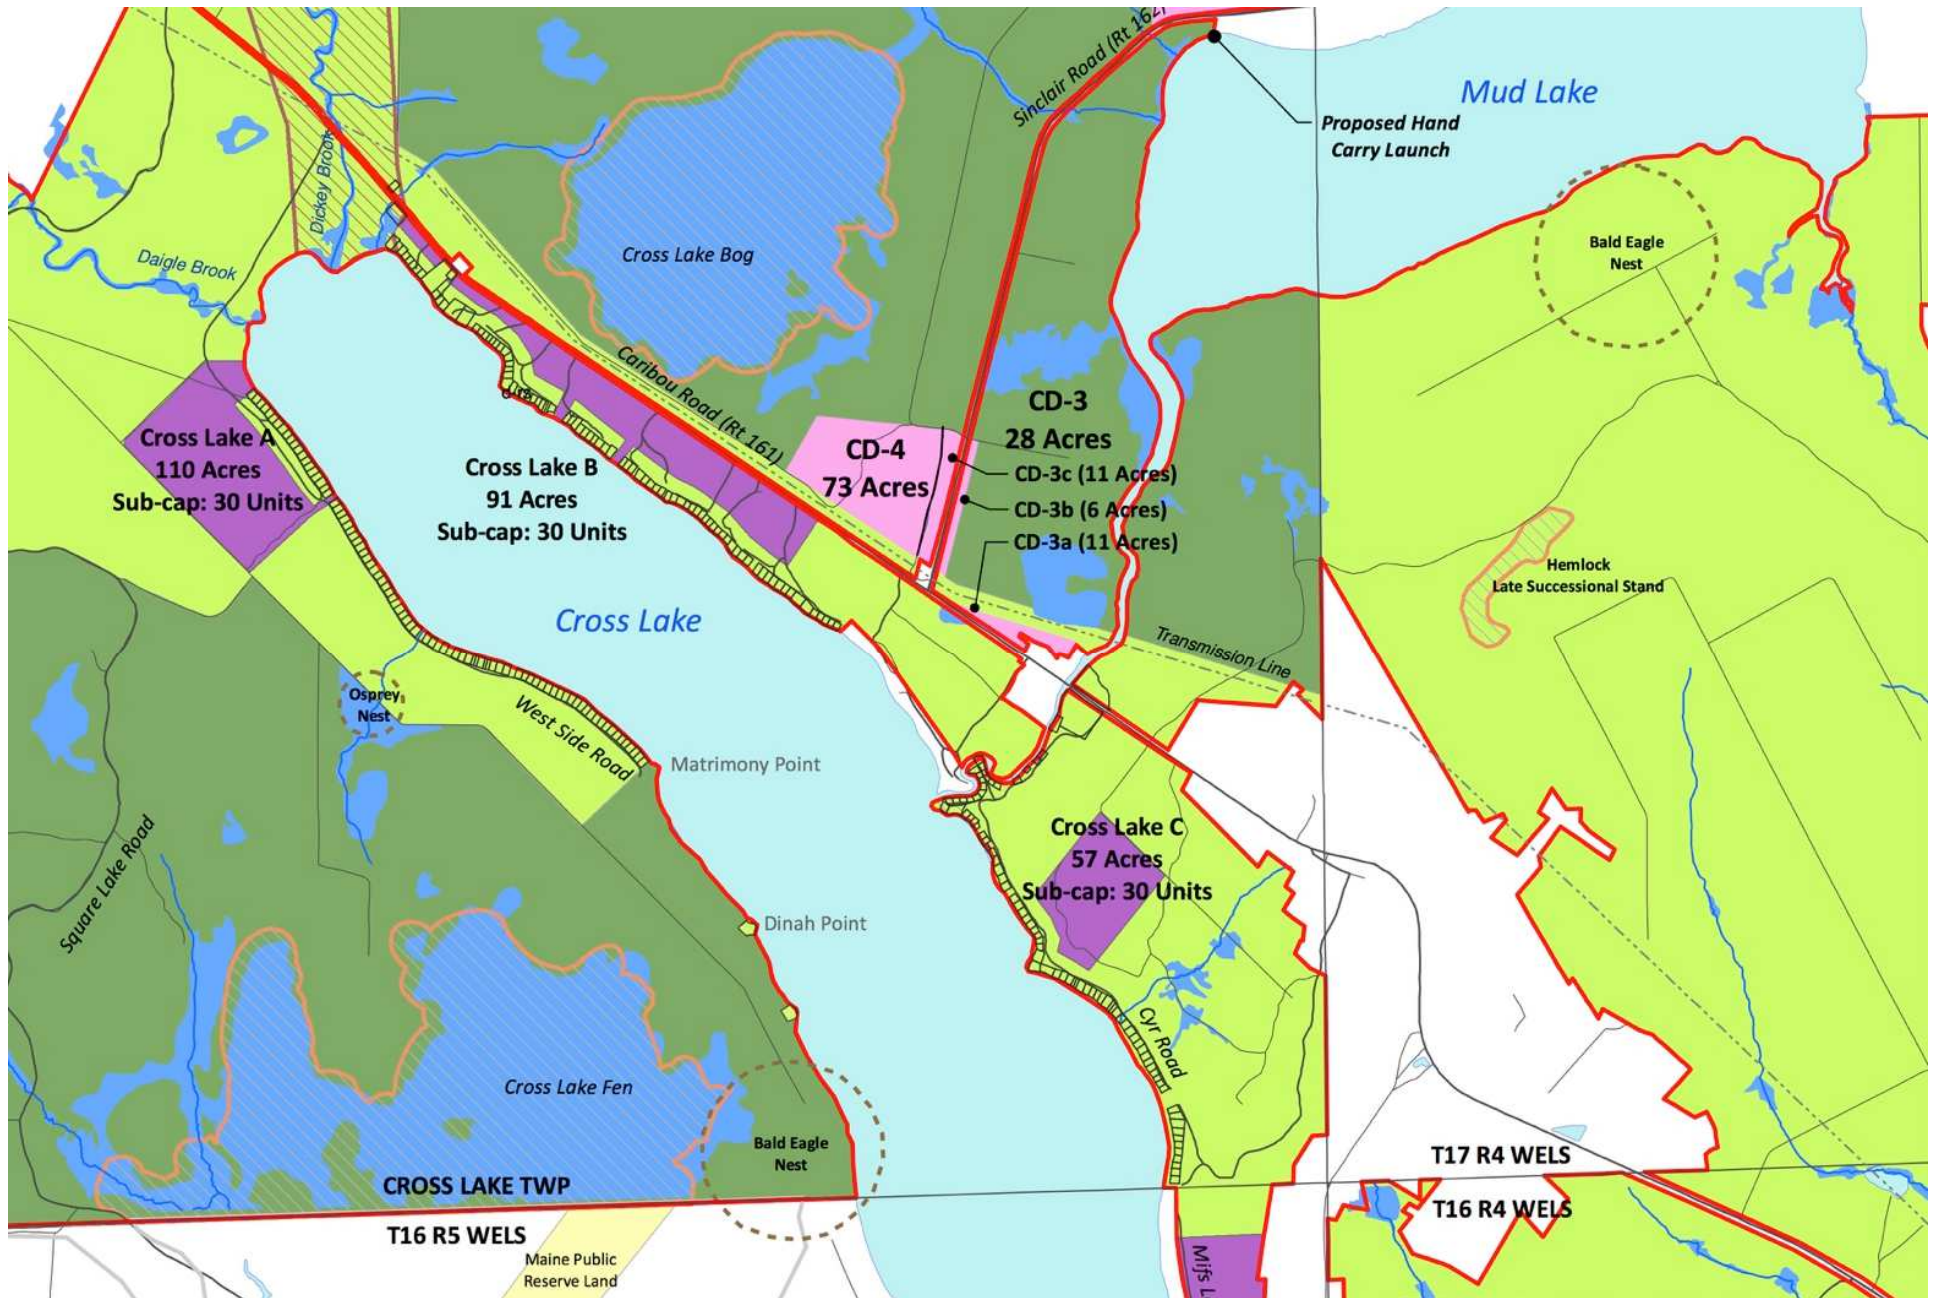 Sinclair Road (Rt 162)
Mud Lake
Proposed Hand
Carry Launch
Dickey Brook
Daigle Brook
Cross Lake Bog
Bald Eagle
Nest
Caribou Road (Rt 161)
CD-3
28 Acres
CD-4
73 Acres
CD-3c (11 Acres)
CD-3b (6 Acres)
CD-3a (11 Acres)
Cross Lake A
110 Acres
Sub-cap: 30 Units
Cross Lake B
91 Acres
Sub-cap: 30 Units
Hemlock
Late Successional Stand
Cross Lake
Transmission Line
Osprey
Nest
West Side Road
Matrimony Point
Square Lake Road
Cross Lake C
57 Acres
Sub-cap: 30 Units
Dinah Point
Cyr Road
Cross Lake Fen
Bald Eagle
Nest
CROSS LAKE TWP
T17 R4 WELS
T16 R4 WELS
T16 R5 WELS
Maine Public
Reserve Land